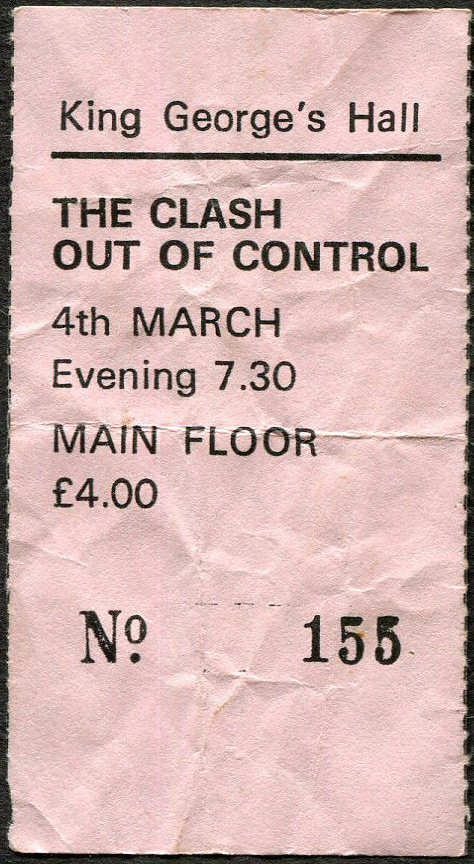 King George's Hall
THE CLASH
OUT OF CONTROL
4th MARCH
Evening 7.30
MAIN FLOOR
£4.00
Nº 155